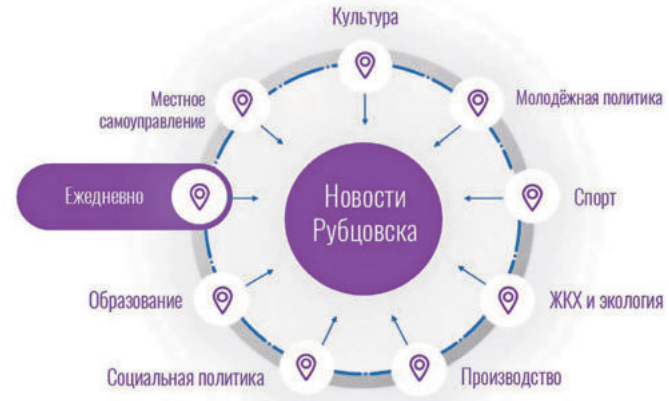 Культура
Местное
самоуправление
Молодёжная политика
Ежедневно
Новости
Рубцовска
Спорт
Образование
ЖКХ и экология
Социальная политика
Производство